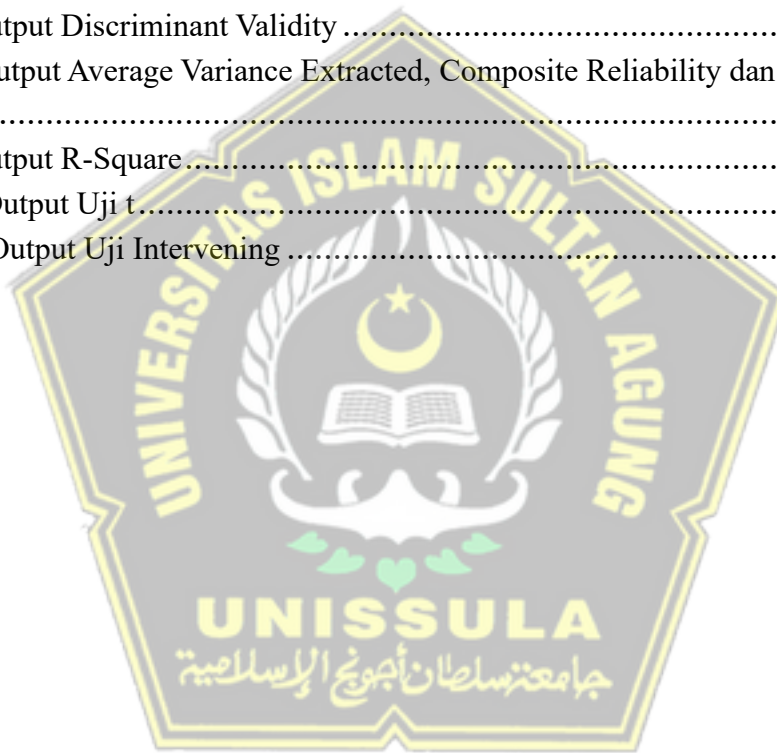 utput Discriminant Validity ................................................................
utput Average Variance Extracted, Composite Reliability dan
................................................................................................
utput R-Square................................................................................
Output Uji t......................................................................................
Output Uji Intervening ......................................................................
UNIVERSITAS ISLAM SULTAN AGUNG
UNISSULA
جامعة سلطان أجونج الإسلامية